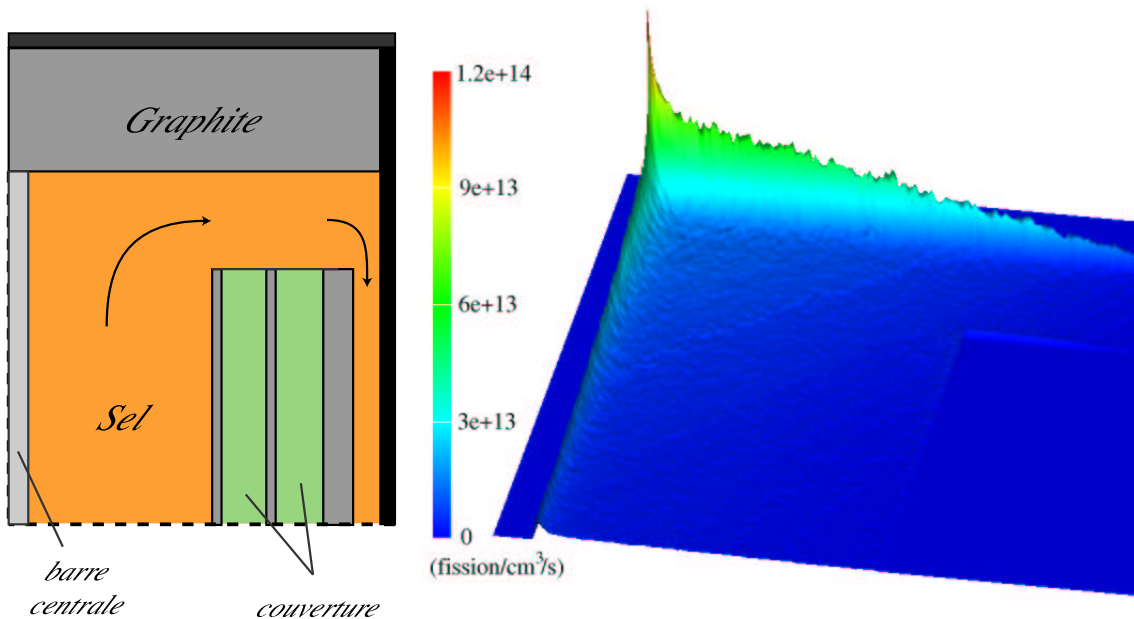 Graphite
Sel
barre
centrale
couverture
1.2e+14
9e+13
6e+13
3e+13
0
(fission/cm³/s)